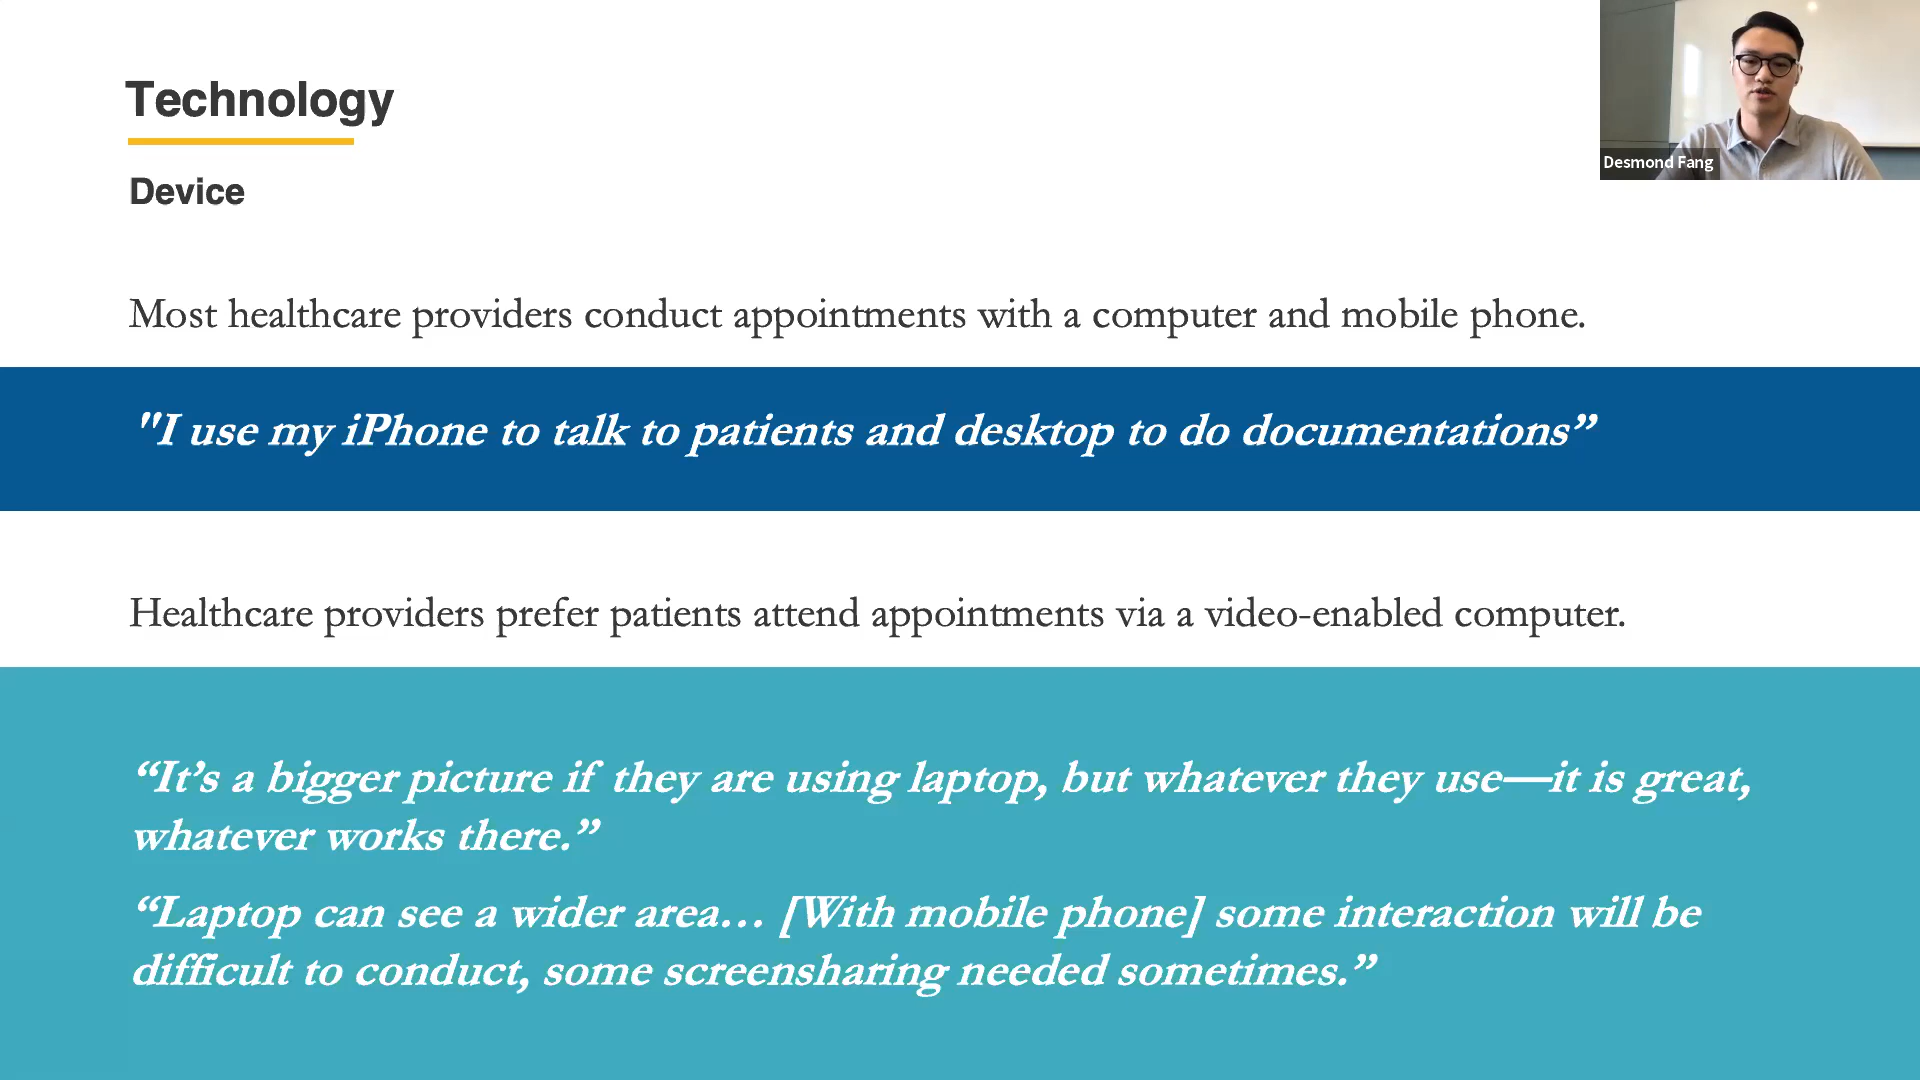 Technology
Desmond Fang
Device
Most healthcare providers conduct appointments with a computer and mobile phone.
"I use my iPhone to talk to patients and desktop to do documentations”
Healthcare providers prefer patients attend appointments via a video-enabled computer.
“It’s a bigger picture if they are using laptop, but whatever they use—it is great,
whatever works there.”
“Laptop can see a wider area… [With mobile phone] some interaction will be
difficult to conduct, some screensharing needed sometimes.”